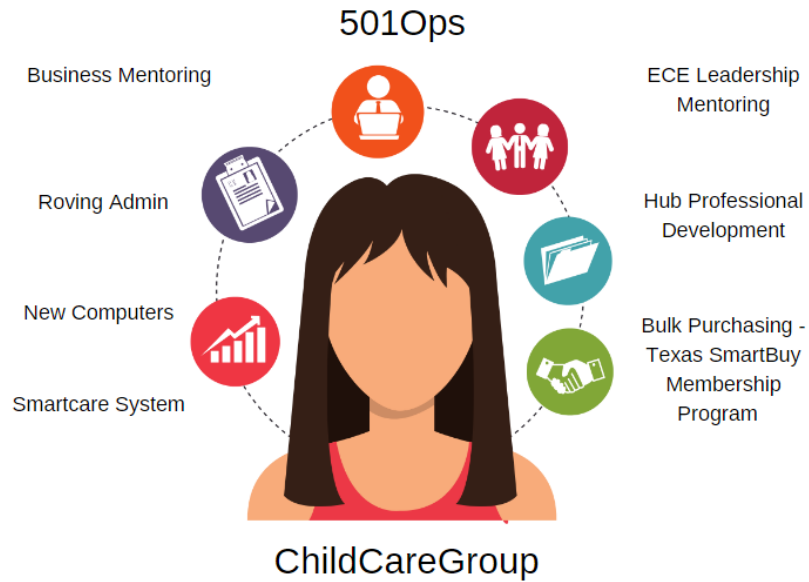 501Ops
Business Mentoring
Roving Admin
New Computers
Smartcare System
ECE Leadership
Mentoring
Hub Professional
Development
Bulk Purchasing -
Texas SmartBuy
Membership
Program
ChildCareGroup